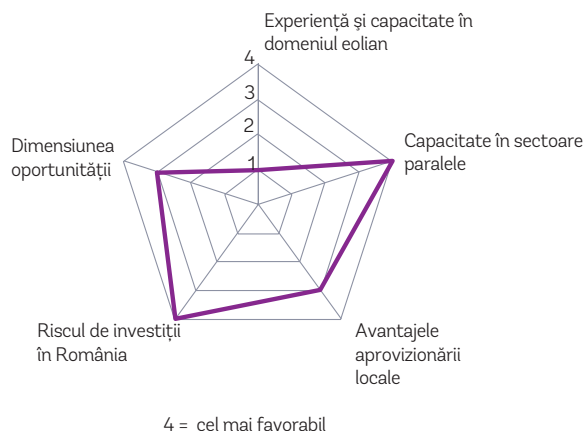 Experiență și capacitate în
domeniul eolian
4
3
2
1
Dimensiunea
oportunității
Capacitate în sectoare
paralele
Riscul de investiții
în România
Avantajele
aprovizionării
locale
4 = cel mai favorabil